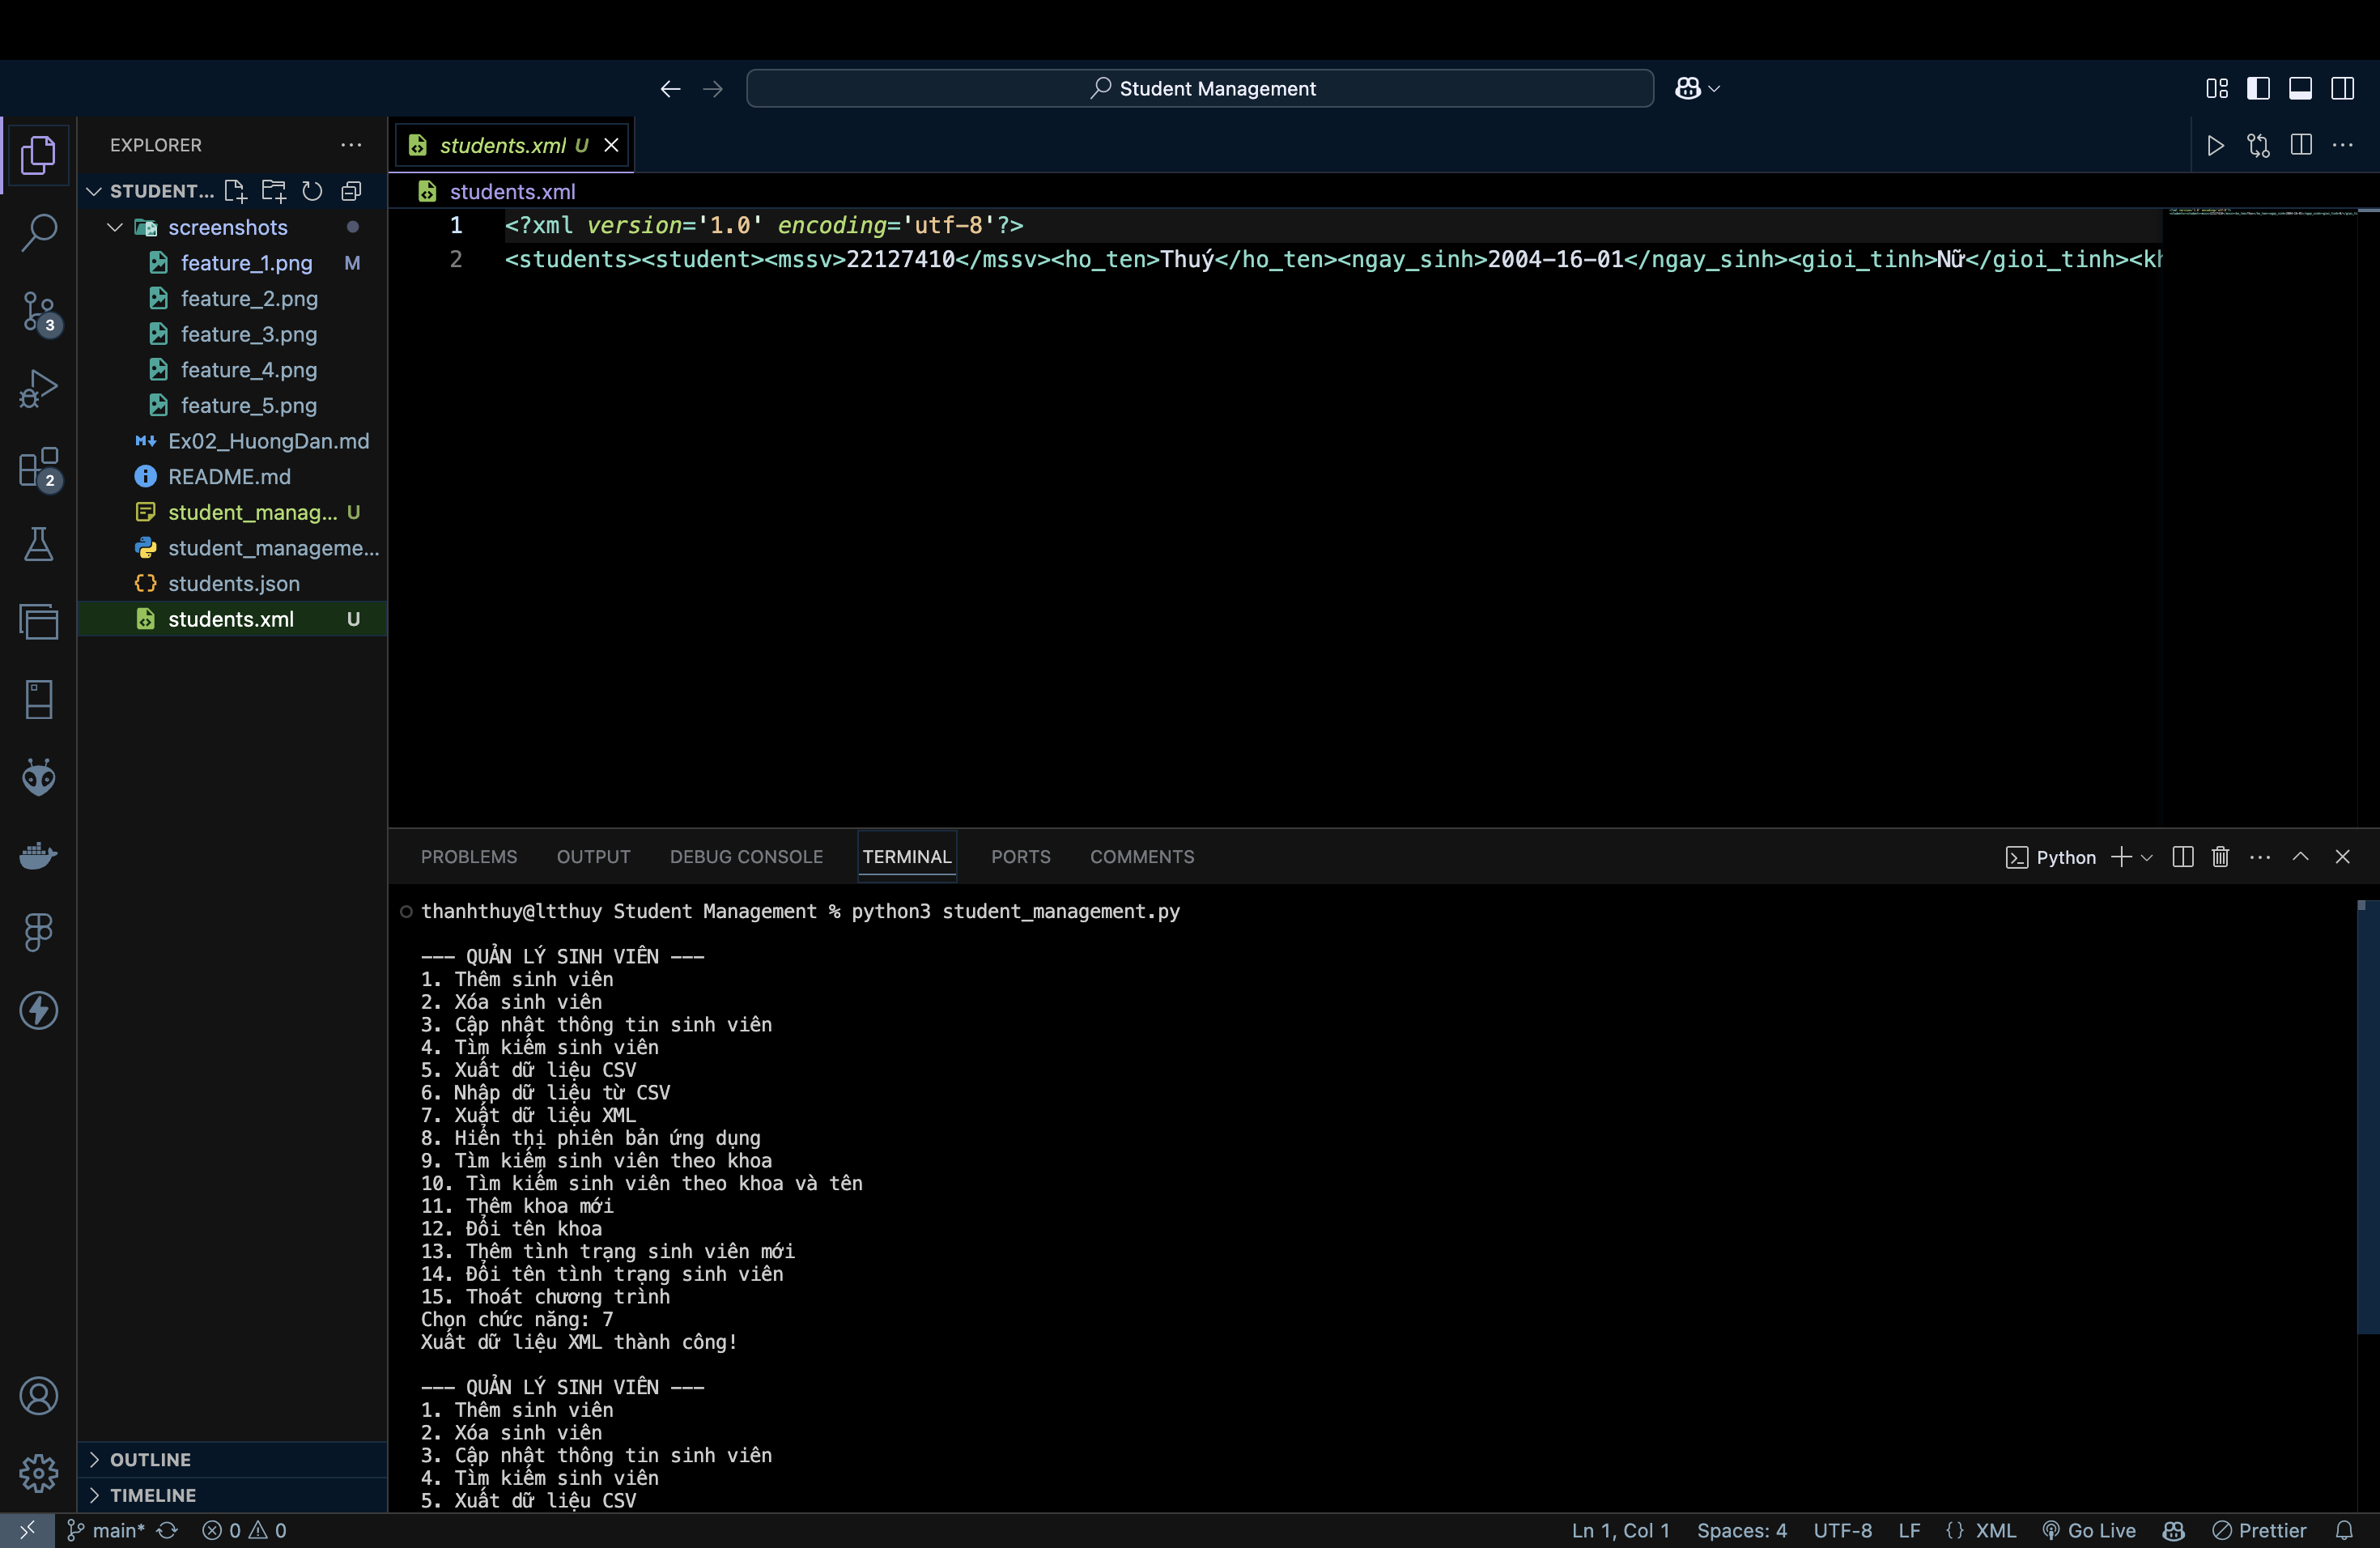 Student Management
EXPLORER
students.xml U
STUDENT...
students.xml
screenshots
feature_1.png M
feature_2.png
feature_3.png
feature_4.png
feature_5.png
Ex02_HuongDan.md
README.md
student_manag... U
student_manageme...
students.json
students.xml U
3
2
1 <?xml version='1.0' encoding='utf-8'?>
2 <students><student><mssv>22127410</mssv><ho_ten>Thuý</ho_ten><ngay_sinh>2004-16-01</ngay_sinh><gioi_tinh>Nữ</gioi_tinh><kh
PROBLEMS OUTPUT DEBUG CONSOLE TERMINAL PORTS COMMENTS
Python
thanhthuy@ltthuy Student Management % python3 student_management.py
--- QUẢN LÝ SINH VIÊN ---
1. Thêm sinh viên
2. Xóa sinh viên
3. Cập nhật thông tin sinh viên
4. Tìm kiếm sinh viên
5. Xuất dữ liệu CSV
6. Nhập dữ liệu từ CSV
7. Xuất dữ liệu XML
8. Hiển thị phiên bản ứng dụng
9. Tìm kiếm sinh viên theo khoa
10. Tìm kiếm sinh viên theo khoa và tên
11. Thêm khoa mới
12. Đổi tên khoa
13. Thêm tình trạng sinh viên mới
14. Đổi tên tình trạng sinh viên
15. Thoát chương trình
Chọn chức năng: 7
Xuất dữ liệu XML thành công!
--- QUẢN LÝ SINH VIÊN ---
1. Thêm sinh viên
2. Xóa sinh viên
3. Cập nhật thông tin sinh viên
4. Tìm kiếm sinh viên
5. Xuất dữ liệu CSV
OUTLINE
TIMELINE
main* 0 0
Ln 1, Col 1 Spaces: 4 UTF-8 LF {} XML Go Live Prettier